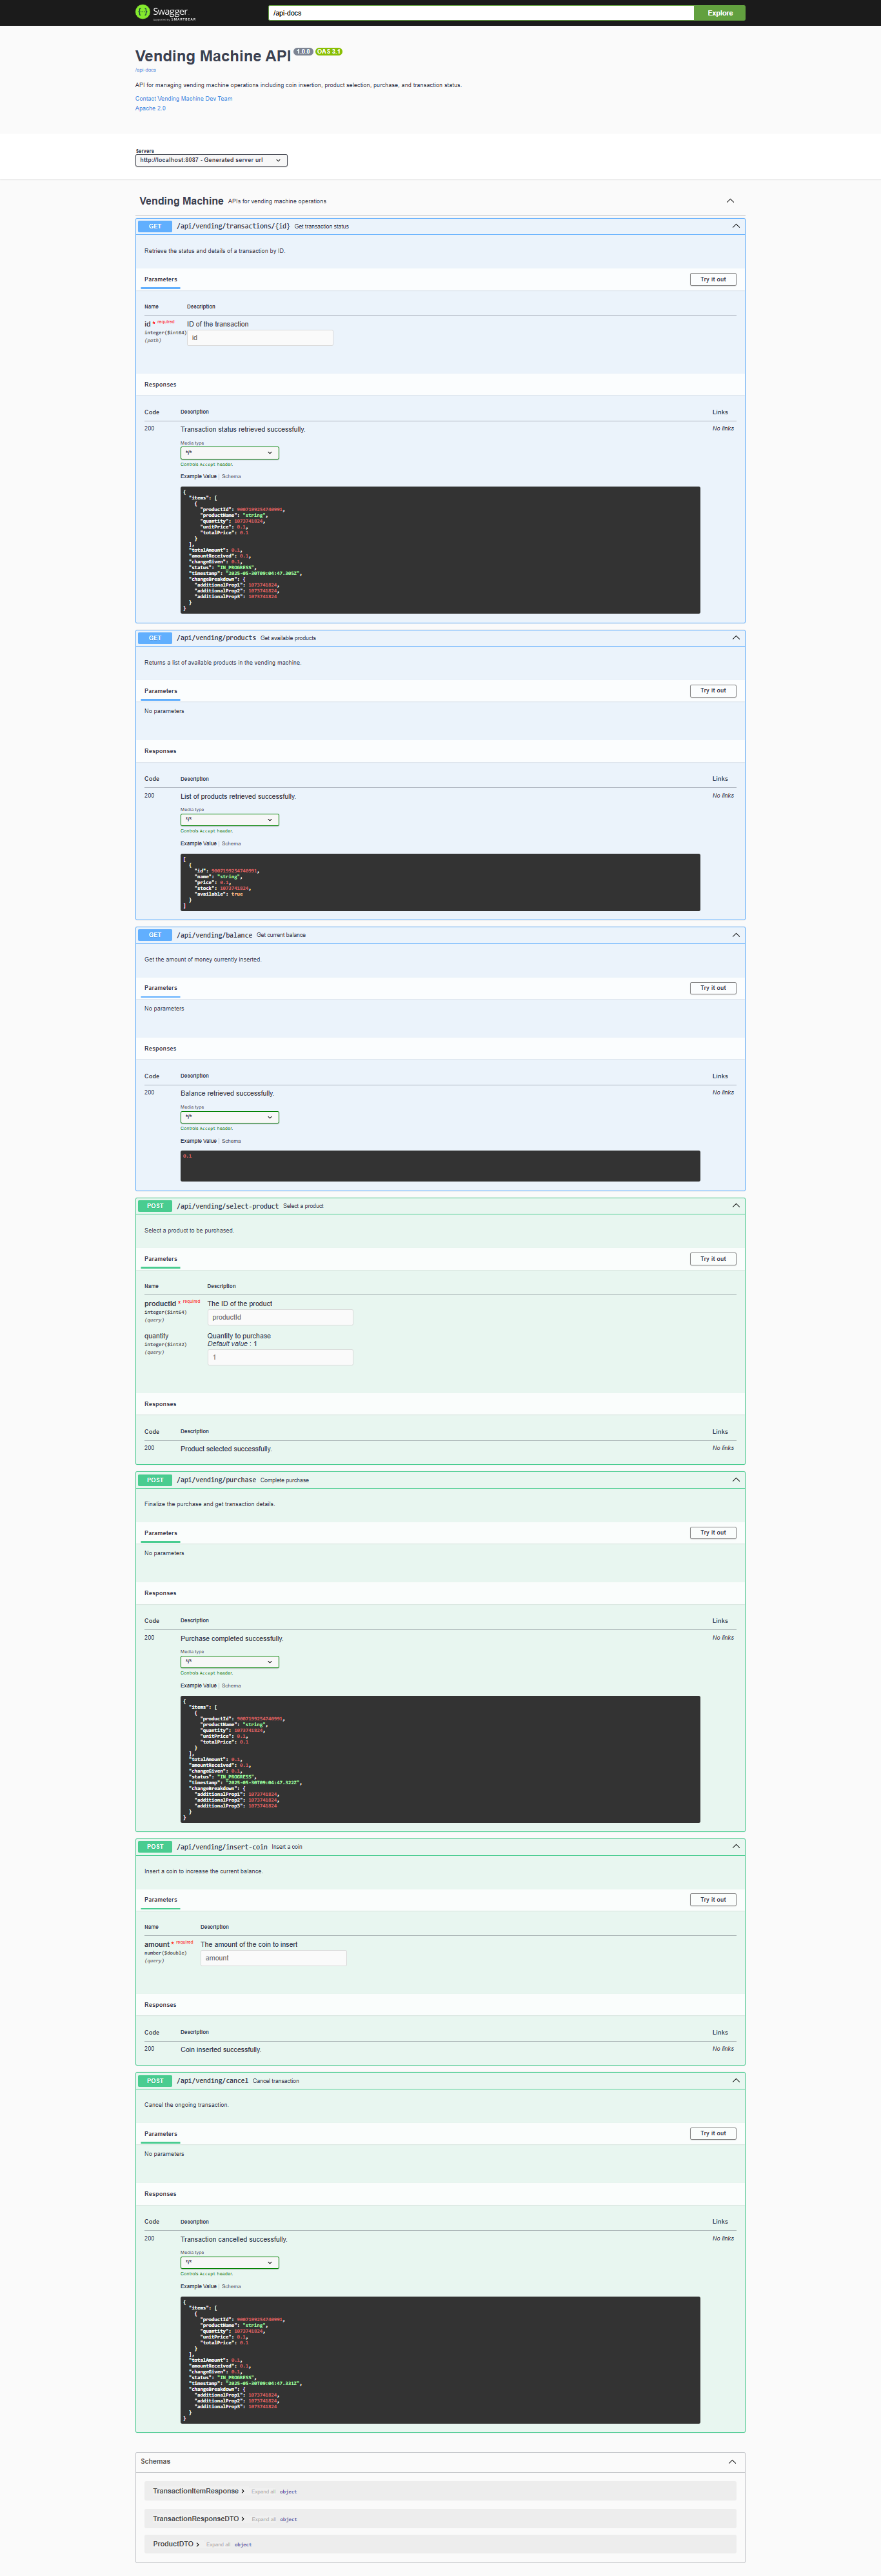 Swagger
Supported by SMARTBEAR
/api-docs
Explore
Vending Machine API 1.0.0 OAS 3.1
/api-docs
API for managing vending machine operations including coin insertion, product selection, purchase, and transaction status.
Contact Vending Machine Dev Team
Apache 2.0
Servers
http://localhost:8087 - Generated server url
Vending Machine APIs for vending machine operations
GET /api/vending/transactions/{id} Get transaction status
Retrieve the status and details of a transaction by ID.
Parameters Try it out
Name Description
id * required ID of the transaction
integer($int64) id
(path)
Responses
Code Description Links
200 Transaction status retrieved successfully. No links
Media type
*/*
Controls Accept header.
Example Value | Schema
{
"items": [
{
"productId": 9007199254740991,
"productName": "string",
"quantity": 1073741824,
"unitPrice": 0.1,
"totalPrice": 0.1
}
],
"totalAmount": 0.1,
"amountReceived": 0.1,
"changeGiven": 0.1,
"status": "IN_PROGRESS",
"timestamp": "2025-05-30T09:04:47.305Z",
"changeBreakdown": {
"additionalProp1": 1073741824,
"additionalProp2": 1073741824,
"additionalProp3": 1073741824
}
}
GET /api/vending/products Get available products
Returns a list of available products in the vending machine.
Parameters Try it out
No parameters
Responses
Code Description Links
200 List of products retrieved successfully. No links
Media type
*/*
Controls Accept header.
Example Value | Schema
[
{
"id": 9007199254740991,
"name": "string",
"price": 0.1,
"stock": 1073741824,
"available": true
}
]
GET /api/vending/balance Get current balance
Get the amount of money currently inserted.
Parameters Try it out
No parameters
Responses
Code Description Links
200 Balance retrieved successfully. No links
Media type
*/*
Controls Accept header.
Example Value | Schema
0.1
POST /api/vending/select-product Select a product
Select a product to be purchased.
Parameters Try it out
Name Description
productId * required The ID of the product
integer($int64) productId
(query)
quantity Quantity to purchase
integer($int32) Default value : 1
(query) 1
Responses
Code Description Links
200 Product selected successfully. No links
POST /api/vending/purchase Complete purchase
Finalize the purchase and get transaction details.
Parameters Try it out
No parameters
Responses
Code Description Links
200 Purchase completed successfully. No links
Media type
*/*
Controls Accept header.
Example Value | Schema
{
"items": [
{
"productId": 9007199254740991,
"productName": "string",
"quantity": 1073741824,
"unitPrice": 0.1,
"totalPrice": 0.1
}
],
"totalAmount": 0.1,
"amountReceived": 0.1,
"changeGiven": 0.1,
"status": "IN_PROGRESS",
"timestamp": "2025-05-30T09:04:47.322Z",
"changeBreakdown": {
"additionalProp1": 1073741824,
"additionalProp2": 1073741824,
"additionalProp3": 1073741824
}
}
POST /api/vending/insert-coin Insert a coin
Insert a coin to increase the current balance.
Parameters Try it out
Name Description
amount * required The amount of the coin to insert
number($double) amount
(query)
Responses
Code Description Links
200 Coin inserted successfully. No links
POST /api/vending/cancel Cancel transaction
Cancel the ongoing transaction.
Parameters Try it out
No parameters
Responses
Code Description Links
200 Transaction cancelled successfully. No links
Media type
*/*
Controls Accept header.
Example Value | Schema
{
"items": [
{
"productId": 9007199254740991,
"productName": "string",
"quantity": 1073741824,
"unitPrice": 0.1,
"totalPrice": 0.1
}
],
"totalAmount": 0.1,
"amountReceived": 0.1,
"changeGiven": 0.1,
"status": "IN_PROGRESS",
"timestamp": "2025-05-30T09:04:47.331Z",
"changeBreakdown": {
"additionalProp1": 1073741824,
"additionalProp2": 1073741824,
"additionalProp3": 1073741824
}
}
Schemas
TransactionItemResponse Expand all object
TransactionResponseDTO Expand all object
ProductDTO Expand all object